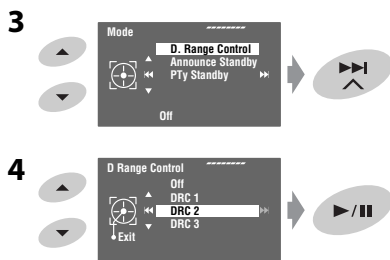 3
Mode
D. Range Control
Announce Standby
PTy Standby
Off
4
D Range Control
Off
DRC 1
DRC 2
DRC 3
Exit